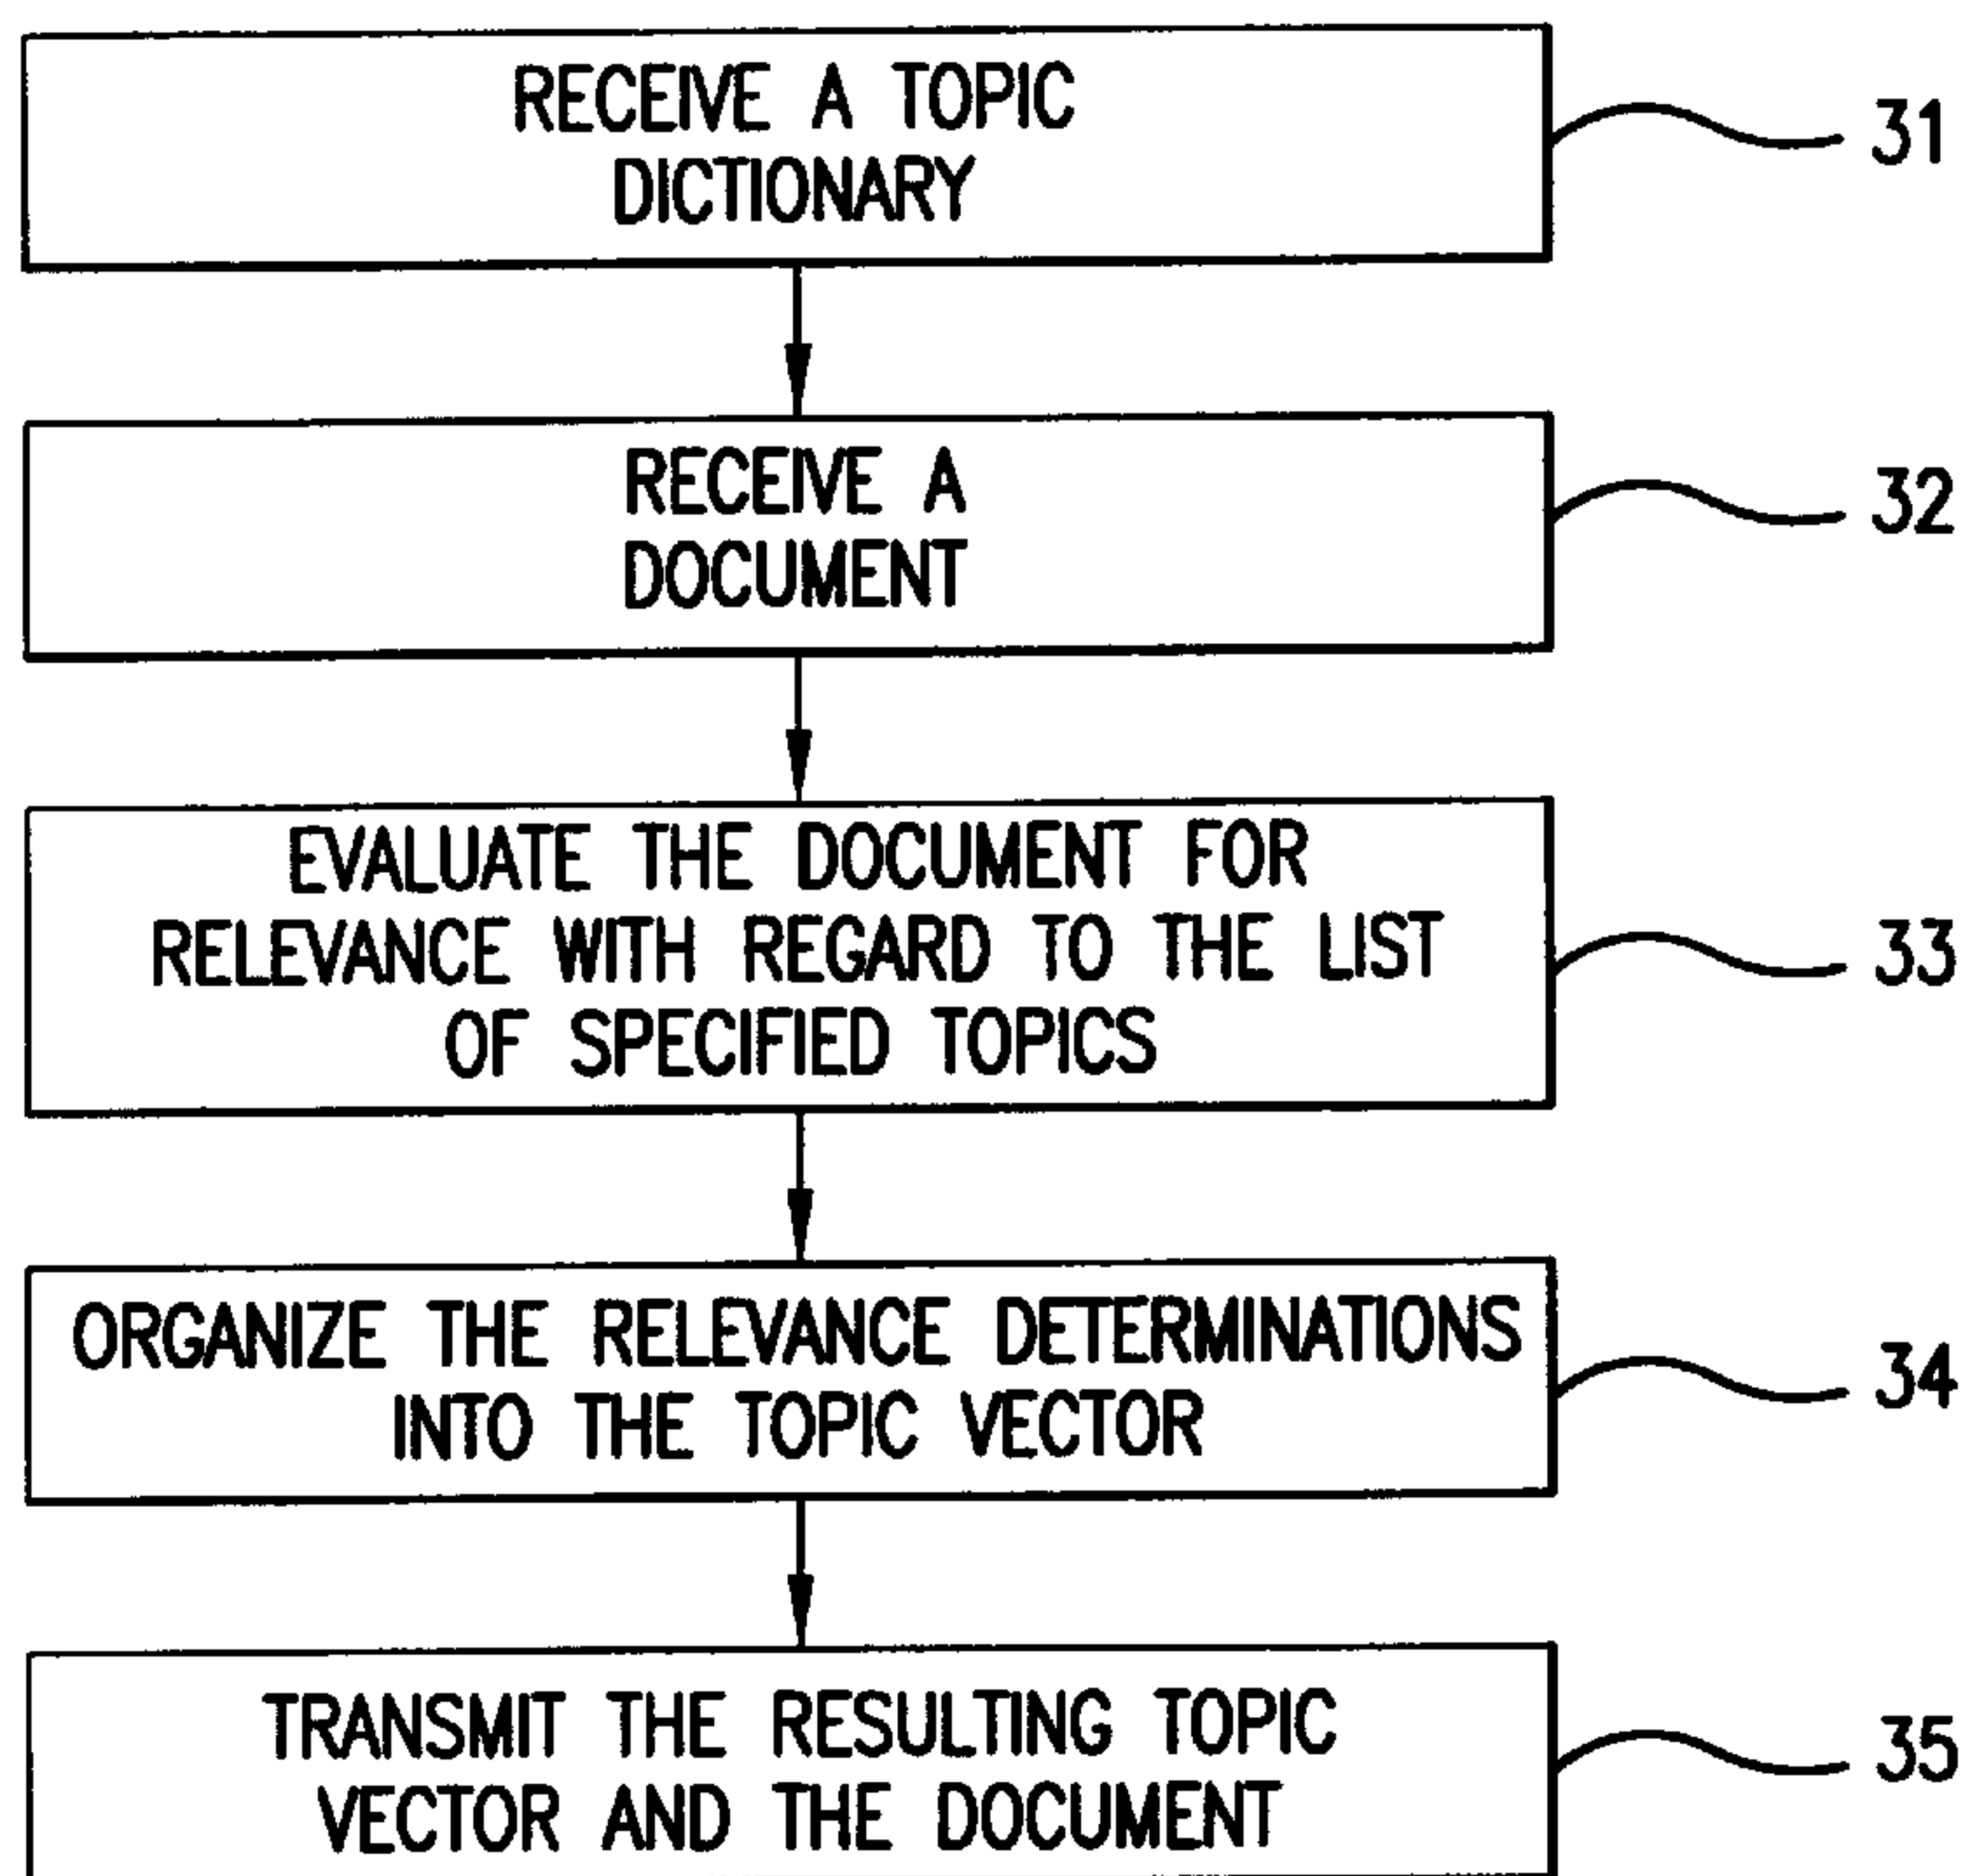 RECEIVE A TOPIC
DICTIONARY
31
RECEIVE A
DOCUMENT
32
EVALUATE THE DOCUMENT FOR
RELEVANCE WITH REGARD TO THE LIST
OF SPECIFIED TOPICS
33
ORGANIZE THE RELEVANCE DETERMINATIONS
INTO THE TOPIC VECTOR
34
TRANSMIT THE RESULTING TOPIC
VECTOR AND THE DOCUMENT
35